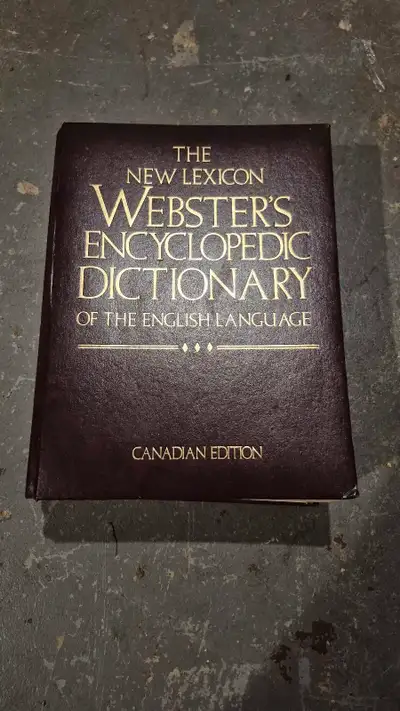 THE
NEW LEXICON
WEBSTER'S
ENCYCLOPEDIC
DICTIONARY
OF THE ENGLISH LANGUAGE
CANADIAN EDITION